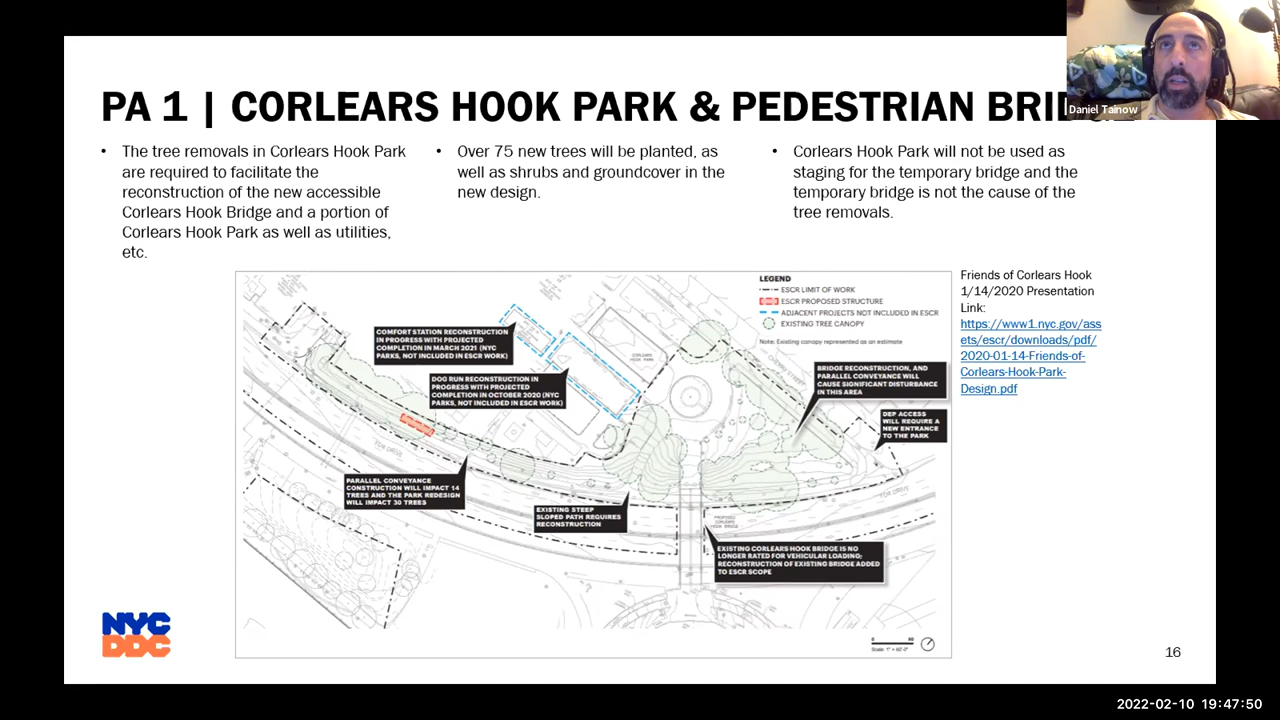 PA 1 | CORLEARS HOOK PARK & PEDESTRIAN
Daniel Tainow
• The tree removals in Corlears Hook Park
are required to facilitate the
reconstruction of the new accessible
Corlears Hook Bridge and a portion of
Corlears Hook Park as well as utilities,
etc.
• Over 75 new trees will be planted, as
well as shrubs and groundcover in the
new design.
• Corlears Hook Park will not be used as
staging for the temporary bridge and the
temporary bridge is not the cause of the
tree removals.
LEGEND
ESCR LIMIT OF WORK
ESCR PROPOSED STRUCTURE
ADJACENT PROJECTS NOT INCLUDED IN ESCR
EXISTING TREE CANOPY
Note: Existing canopy represented as an estimate
COMFORT STATION RECONSTRUCTION
IN PROGRESS WITH PROJECTED
COMPLETION IN MARCH 2021 (NYC
PARKS, NOT INCLUDED IN ESCR WORK)
DOG RUN RECONSTRUCTION IN
PROGRESS WITH PROJECTED
COMPLETION IN OCTOBER 2020 (NYC
PARKS, NOT INCLUDED IN ESCR WORK)
CORLEARS
HOOK PARK
BRIDGE RECONSTRUCTION, AND
PARALLEL CONVEYANCE WILL
CAUSE SIGNIFICANT DISTURBANCE
IN THIS AREA
DEP ACCESS
WILL REQUIRE A
NEW ENTRANCE
TO THE PARK
FDR DRIVE
PARALLEL CONVEYANCE
CONSTRUCTION WILL IMPACT 14
TREES AND THE PARK REDESIGN
WILL IMPACT 30 TREES
EXISTING STEEP
SLOPED PATH REQUIRES
RECONSTRUCTION
FDR DRIVE
PROPOSED
CORLEARS
HOOK BRIDGE
EXISTING CORLEARS HOOK BRIDGE IS NO
LONGER RATED FOR VEHICULAR LOADING;
RECONSTRUCTION OF EXISTING BRIDGE ADDED
TO ESCR SCOPE
Friends of Corlears Hook
1/14/2020 Presentation
Link:
https://www1.nyc.gov/ass
ets/escr/downloads/pdf/
2020-01-14-Friends-of-
Corlears-Hook-Park-
Design.pdf
NYC
DDC
16
2022-02-10 19:47:50